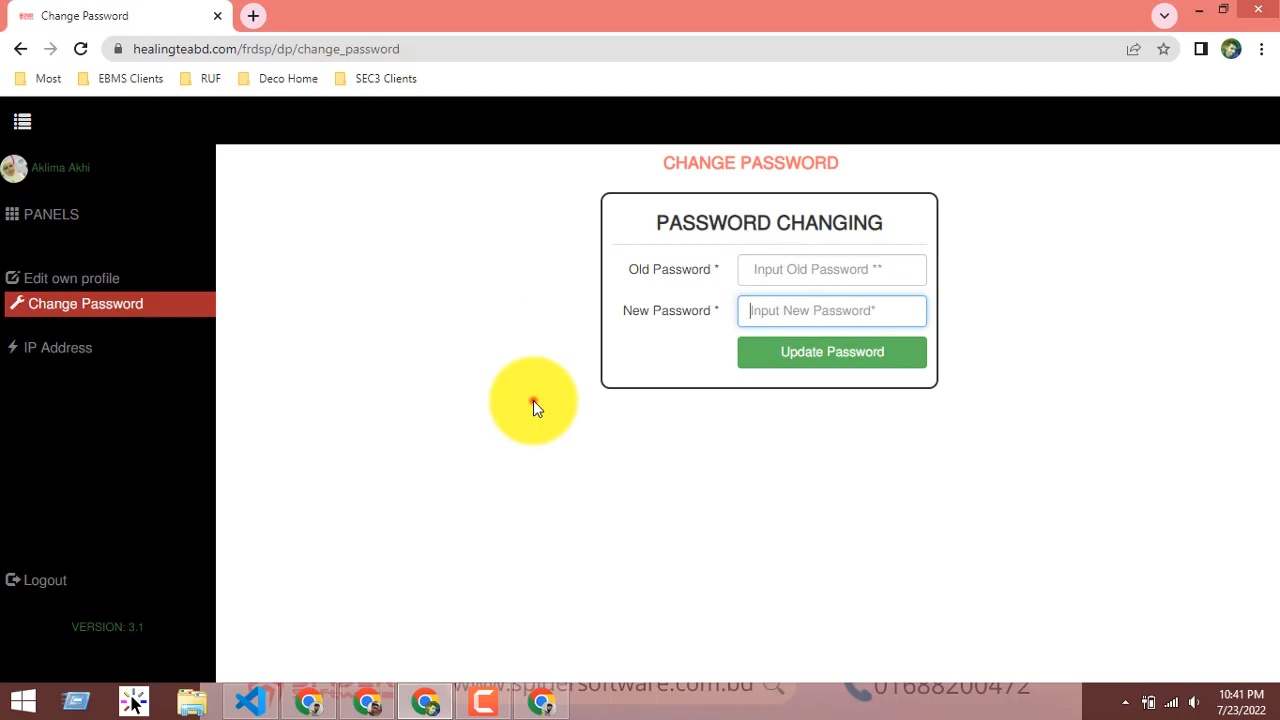 Change Password
healingteabd.com/frdsp/dp/change_password
Most EBMS Clients RUF Deco Home SEC3 Clients
Aklima Akhi
PANELS
Edit own profile
Change Password
IP Address
Logout
VERSION: 3.1
CHANGE PASSWORD
PASSWORD CHANGING
Old Password * Input Old Password **
New Password * Input New Password*
Update Password
www.spidersoftware.com.bd 01688200472
10:41 PM
7/23/2022